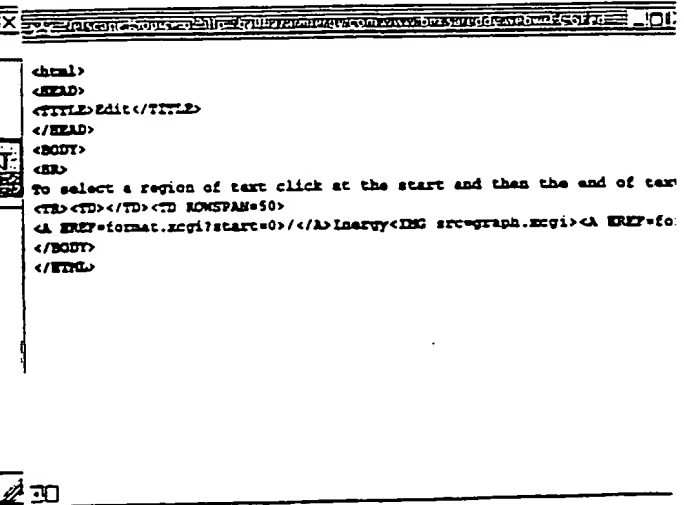 <html>
<HEAD>
<TITLE>Edit</TITLE>
</HEAD>
<BODY>
<BR>
To select a region of text click at the start and then the end of tex
<TR><TD></TD><TD ROWSPAN=50>
<A HREF=format.xcgi?start=0>/</A>Inergy<IMG src=graph.xcgi><A HREF=fo
</BODY>
</HTML>